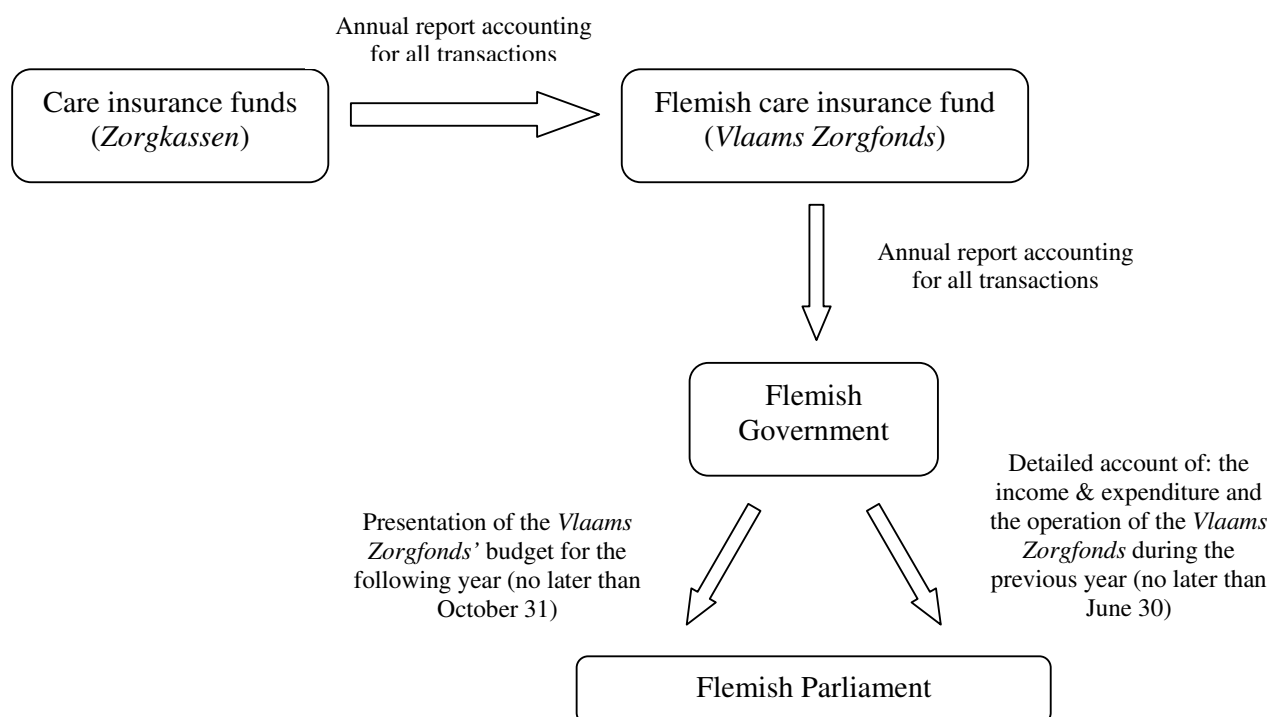 Annual report accounting
for all transactions
Care insurance funds
(Zorgkassen)
Flemish care insurance fund
(Vlaams Zorgfonds)
Annual report accounting
for all transactions
Flemish
Government
Presentation of the Vlaams
Zorgfonds’ budget for the
following year (no later than
October 31)
Detailed account of: the
income & expenditure and
the operation of the Vlaams
Zorgfonds during the
previous year (no later than
June 30)
Flemish Parliament